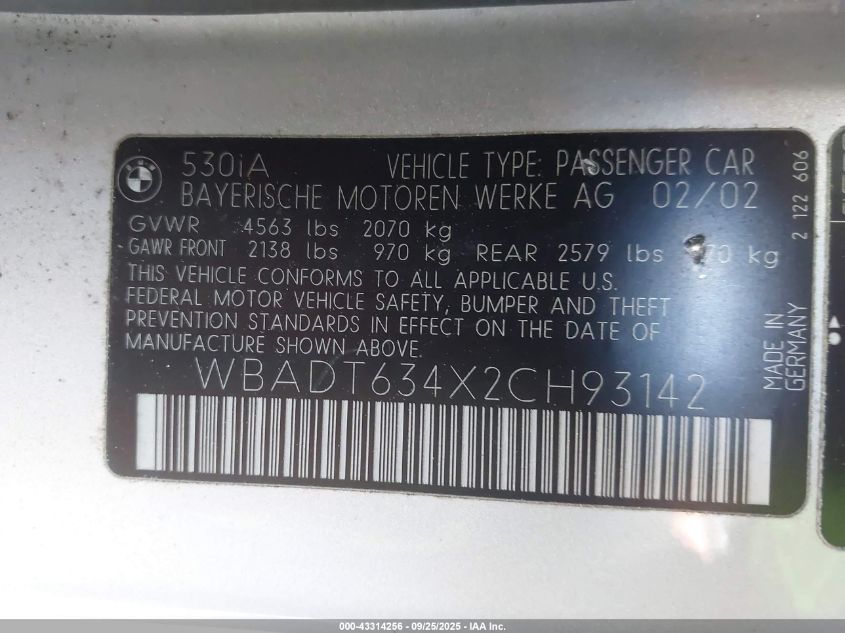 BMW
530iA VEHICLE TYPE: PASSENGER CAR
BAYERISCHE MOTOREN WERKE AG 02/02
GVWR 4563 lbs 2070 kg
GAWR FRONT 2138 lbs 970 kg REAR 2579 lbs 70 kg
THIS VEHICLE CONFORMS TO ALL APPLICABLE U.S.
FEDERAL MOTOR VEHICLE SAFETY, BUMPER AND THEFT
PREVENTION STANDARDS IN EFFECT ON THE DATE OF
MANUFACTURE SHOWN ABOVE.
WBADT634X2CH93142
2 122 606
MADE IN
GERMANY
000-43314256 - 09/25/2025 - IAA Inc.